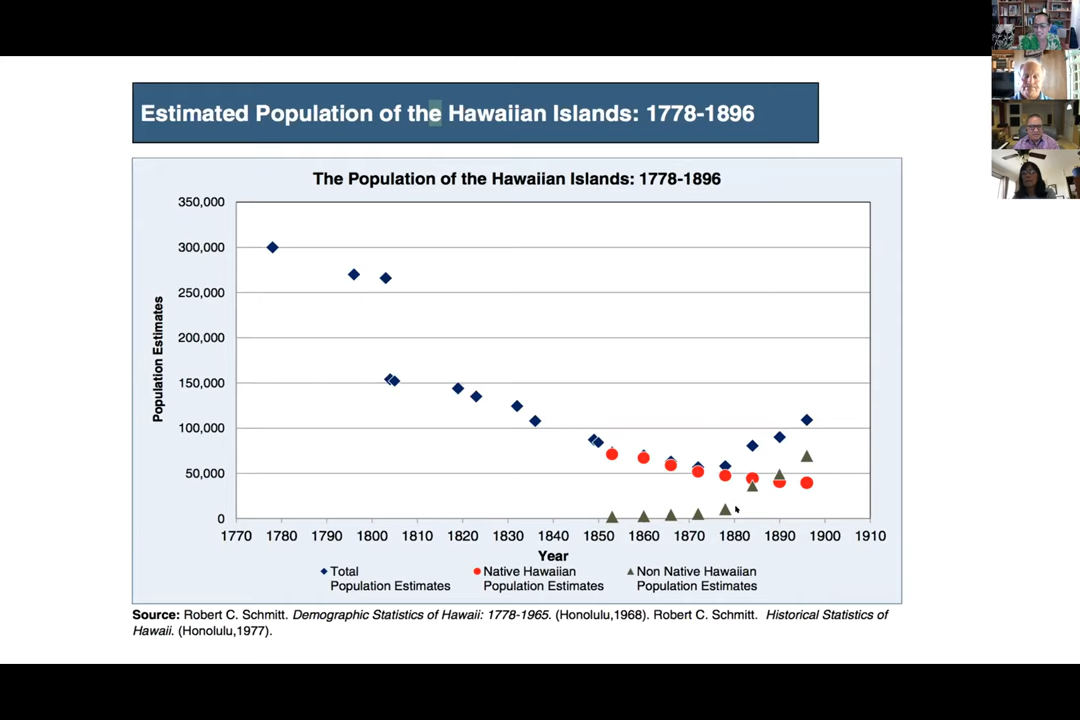 Estimated Population of the Hawaiian Islands: 1778-1896
The Population of the Hawaiian Islands: 1778-1896
350,000
300,000
250,000
200,000
150,000
100,000
50,000
0
Population Estimates
1770 1780 1790 1800 1810 1820 1830 1840 1850 1860 1870 1880 1890 1900 1910
Year
Total Population Estimates
Native Hawaiian Population Estimates
Non Native Hawaiian Population Estimates
Source: Robert C. Schmitt. Demographic Statistics of Hawaii: 1778-1965. (Honolulu,1968). Robert C. Schmitt. Historical Statistics of
Hawaii. (Honolulu,1977).